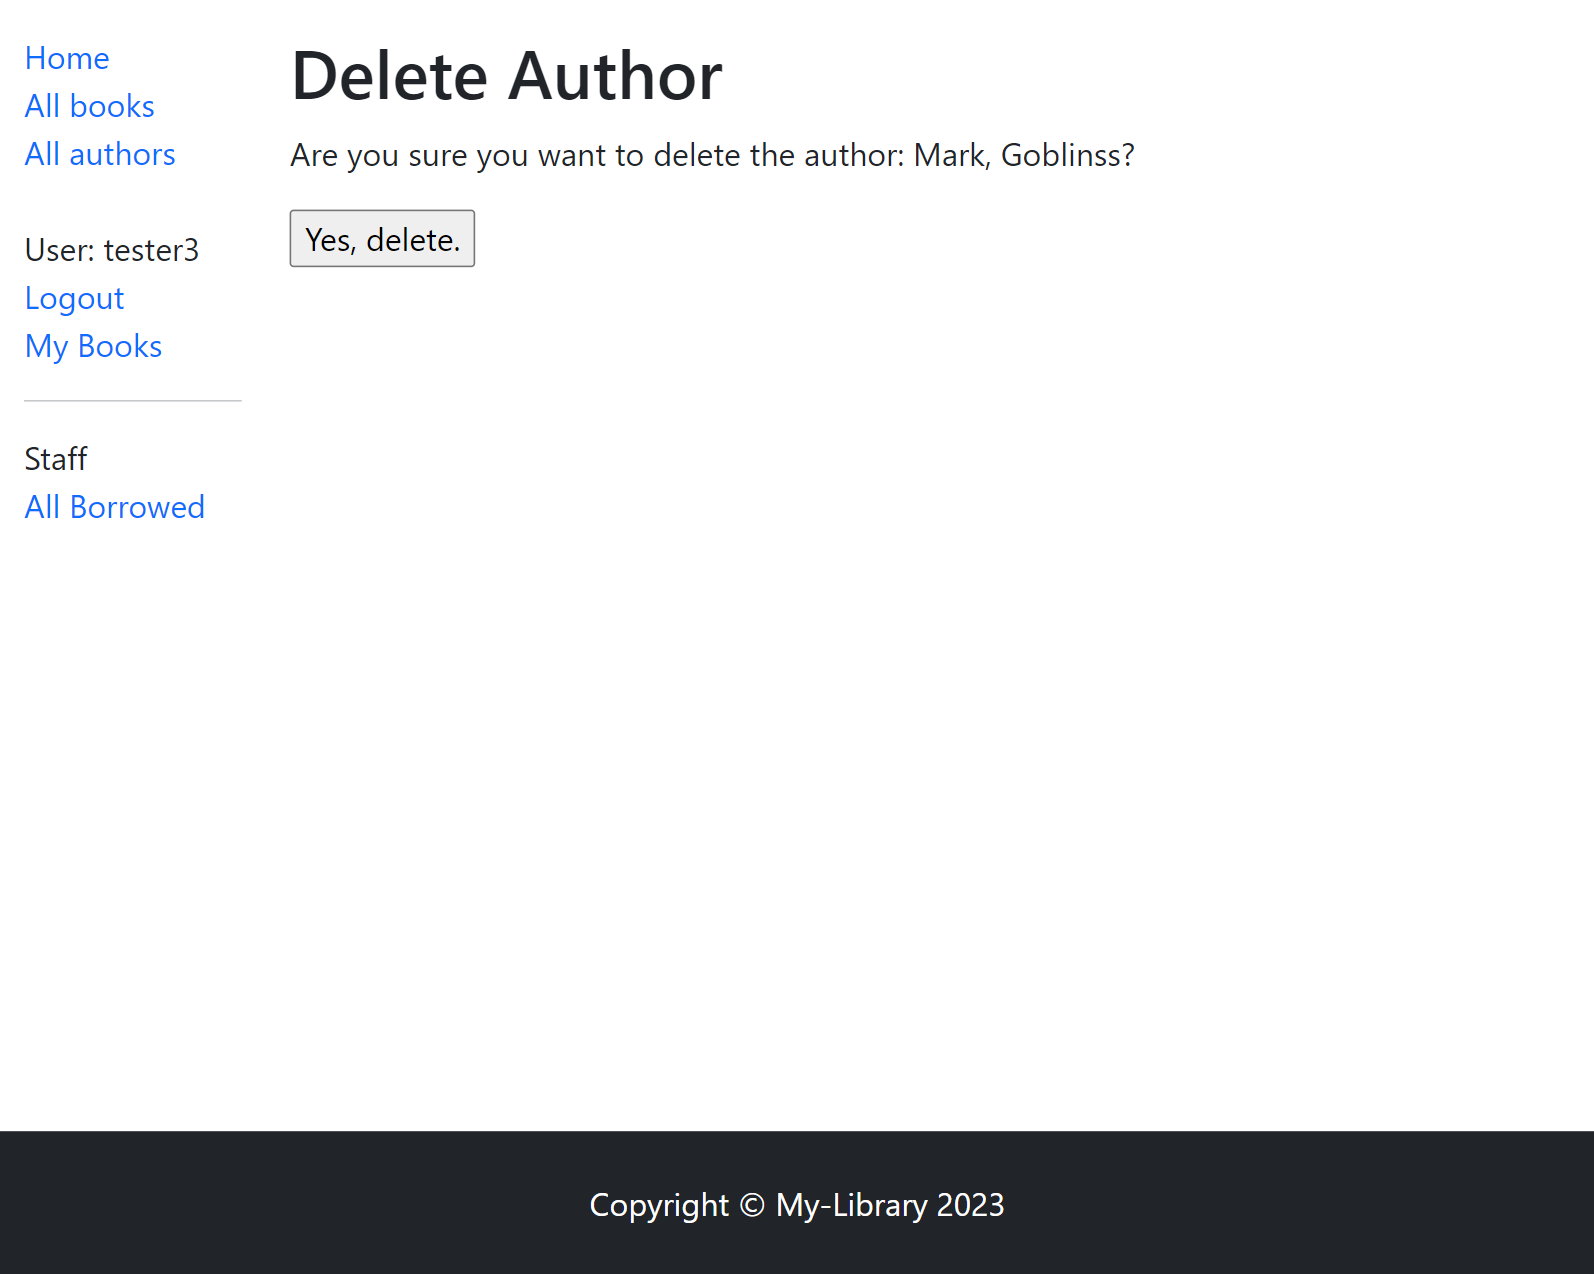 Home
All books
All authors
User: tester3
Logout
My Books
Staff
All Borrowed
Delete Author
Are you sure you want to delete the author: Mark, Goblinss?
Yes, delete.
Copyright © My-Library 2023